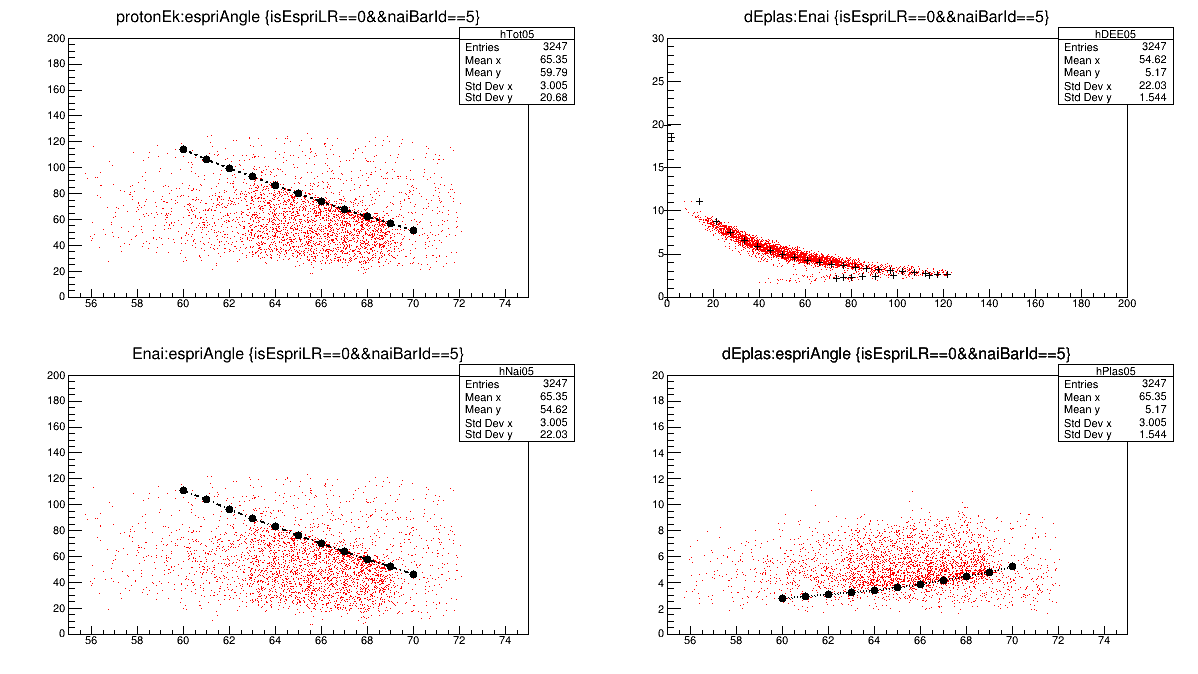 protonEk:espriAngle {isEspriLR==0&&naiBarId==5}
hTot05
Entries 3247
Mean x 65.35
Mean y 59.79
Std Dev x 3.005
Std Dev y 20.68
200
180
160
140
120
100
80
60
40
20
0
56 58 60 62 64 66 68 70 72 74
dEplas:Enai {isEspriLR==0&&naiBarId==5}
hDEE05
Entries 3247
Mean x 54.62
Mean y 5.17
Std Dev x 22.03
Std Dev y 1.544
30
25
20
15
10
5
0
0 20 40 60 80 100 120 140 160 180 200
Enai:espriAngle {isEspriLR==0&&naiBarId==5}
hNai05
Entries 3247
Mean x 65.35
Mean y 54.62
Std Dev x 3.005
Std Dev y 22.03
200
180
160
140
120
100
80
60
40
20
0
56 58 60 62 64 66 68 70 72 74
dEplas:espriAngle {isEspriLR==0&&naiBarId==5}
hPlas05
Entries 3247
Mean x 65.35
Mean y 5.17
Std Dev x 3.005
Std Dev y 1.544
20
18
16
14
12
10
8
6
4
2
0
56 58 60 62 64 66 68 70 72 74